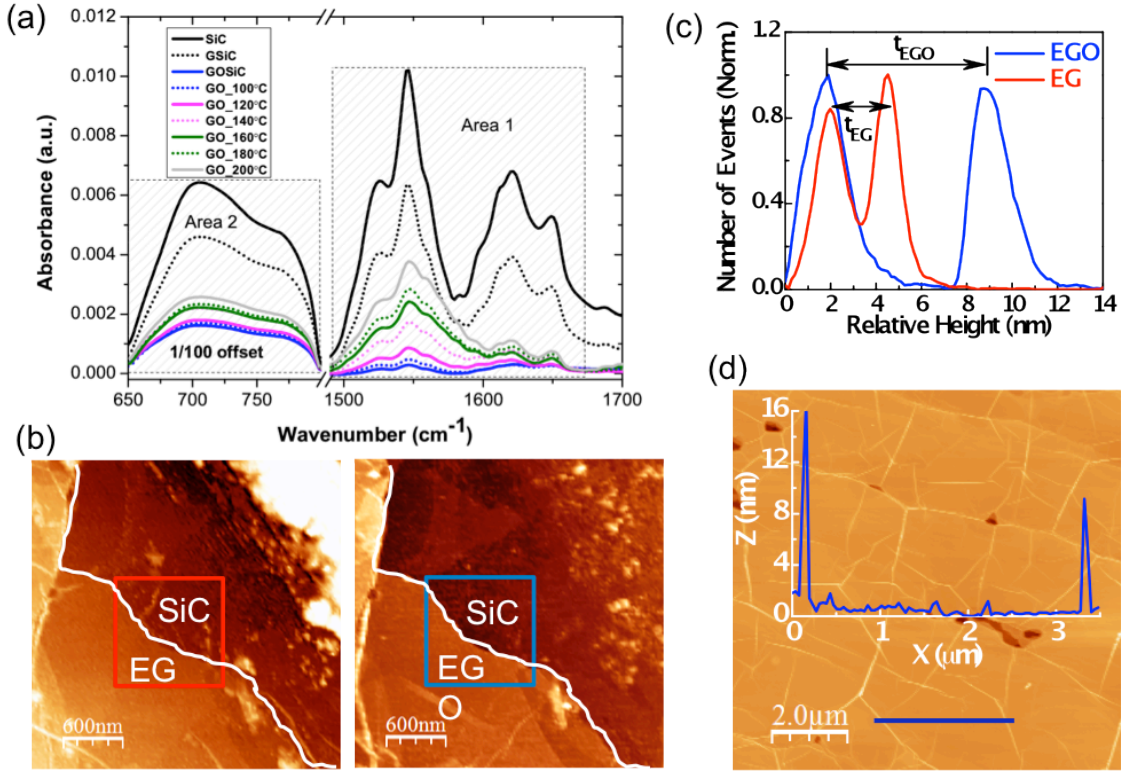 (a)
0.012
0.010
0.008
0.006
0.004
0.002
0.000
Absorbance (a.u.)
SiC
GSiC
GOSiC
GO_100°C
GO_120°C
GO_140°C
GO_160°C
GO_180°C
GO_200°C
Area 1
Area 2
1/100 offset
650 700 750 1500 1600 1700
Wavenumber (cm-1)
(c)
1.2
0.8
0.4
0.0
Number of Events (Norm.)
tEGO
EGO
EG
tEG
0 2 4 6 8 10 12 14
Relative Height (nm)
(b)
SiC
EG
600nm
SiC
EG
O
600nm
(d)
16
12
8
4
0
Z (nm)
0 1 2 3
X (µm)
2.0µm